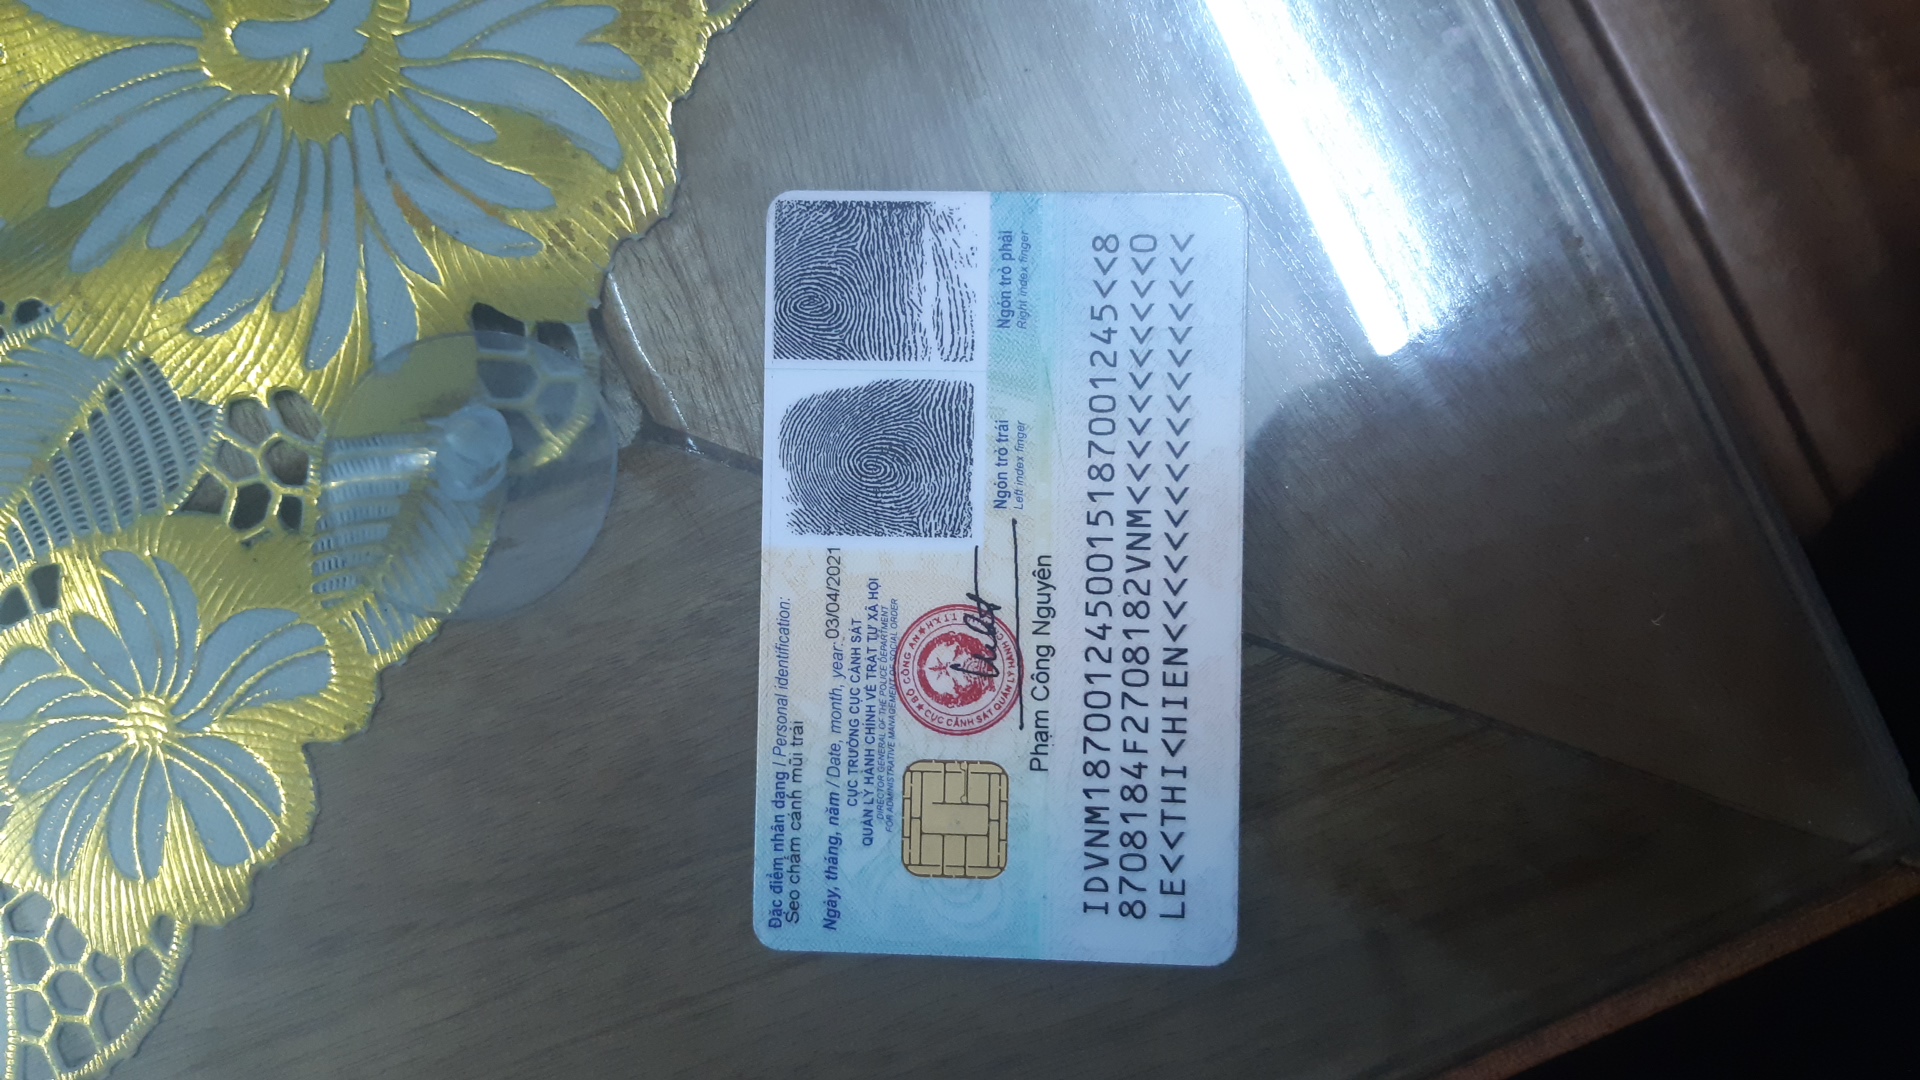 Đặc điểm nhân dạng / Personal identification:
Sẹo chấm cánh mũi trái
Ngày, tháng, năm / Date, month, year: 03/04/2021
CỤC TRƯỞNG CỤC CẢNH SÁT
QUẢN LÝ HÀNH CHÍNH VỀ TRẬT TỰ XÃ HỘI
DIRECTOR GENERAL OF THE POLICE DEPARTMENT
FOR ADMINISTRATIVE MANAGEMENT OF SOCIAL ORDER
BỘ CÔNG AN
CỤC CẢNH SÁT QUẢN LÝ HÀNH
Phạm Công Nguyên
Ngón trỏ trái
Left index finger
Ngón trỏ phải
Right index finger
IDVNM1870012450015187001245<<8
8708184F2708182VNM<<<<<<<<<<<0
LE<<THI<HIEN<<<<<<<<<<<<<<<<<<